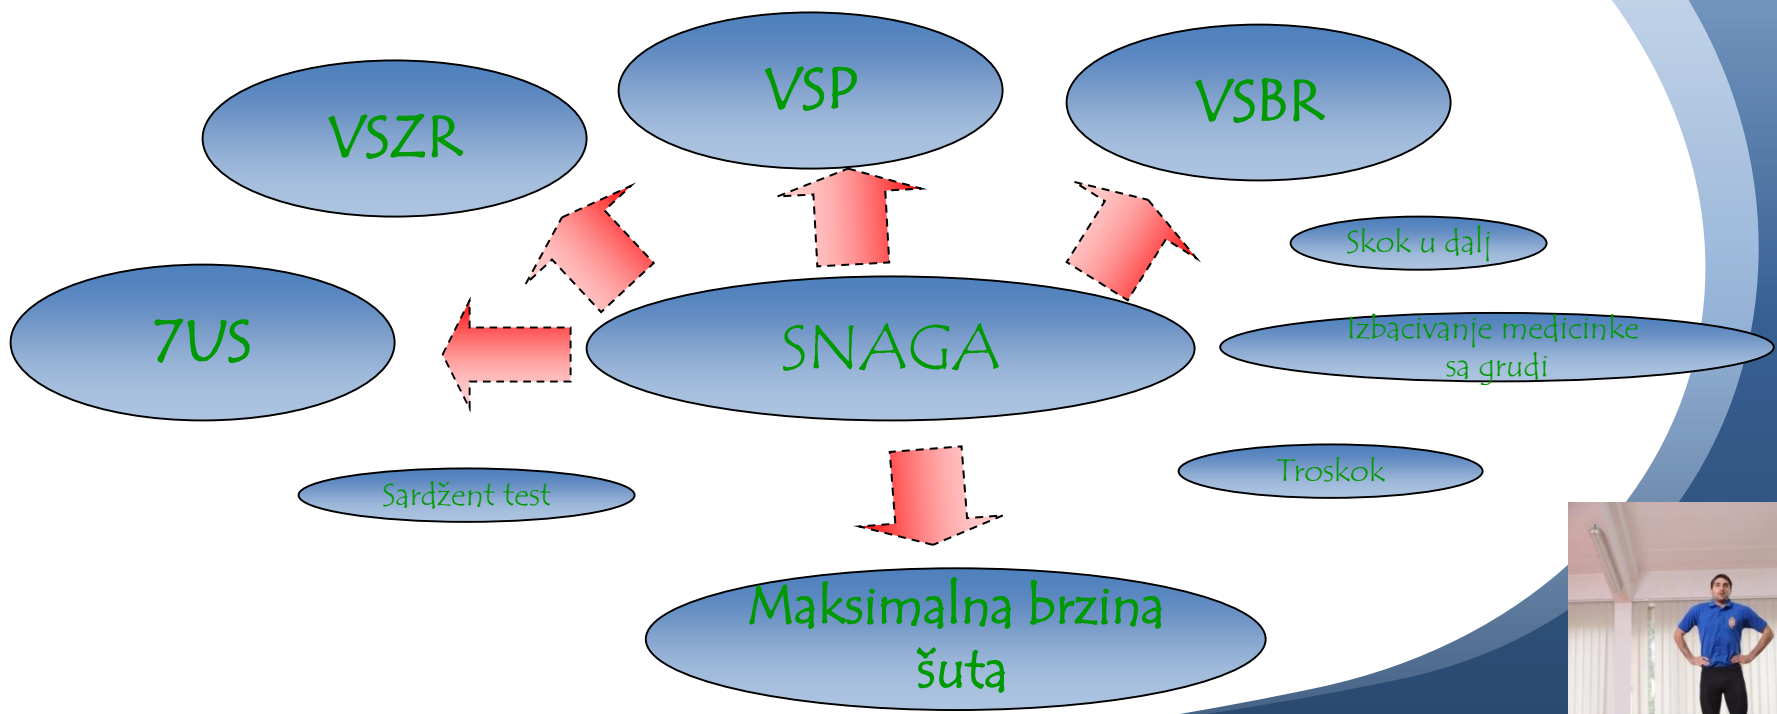 VSP
VSBR
VSZR
Skok u dalj
7US
SNAGA
Izbacivanje medicinke
sa grudi
Sardžent test
Troskok
Maksimalna brzina
šuta